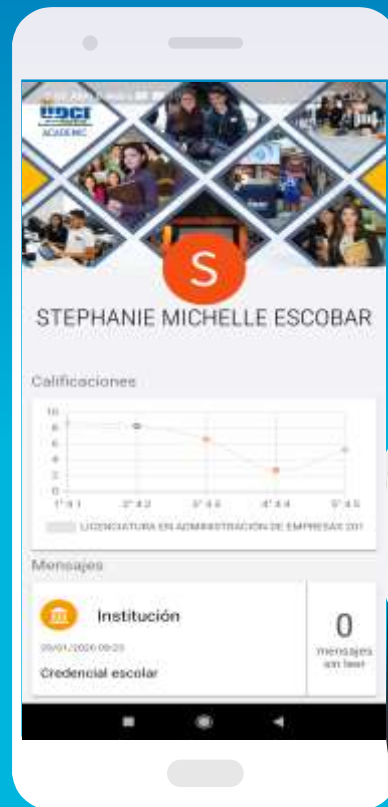 UDCI
ACADEMIC
S
STEPHANIE MICHELLE ESCOBAR
Calificaciones
10
8
6
4
2
0
LICENCIATURA EN ADMINISTRACIÓN DE EMPRESAS 201
Mensajes
Institución
0
mensajes
sin leer
Credencial escolar